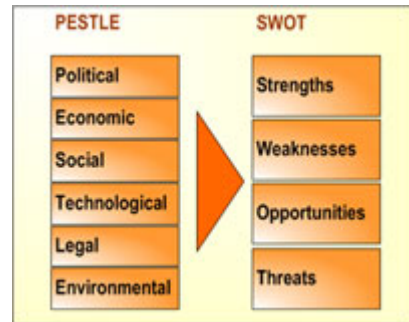 PESTLE
Political
Economic
Social
Technological
Legal
Environmental
SWOT
Strengths
Weaknesses
Opportunities
Threats